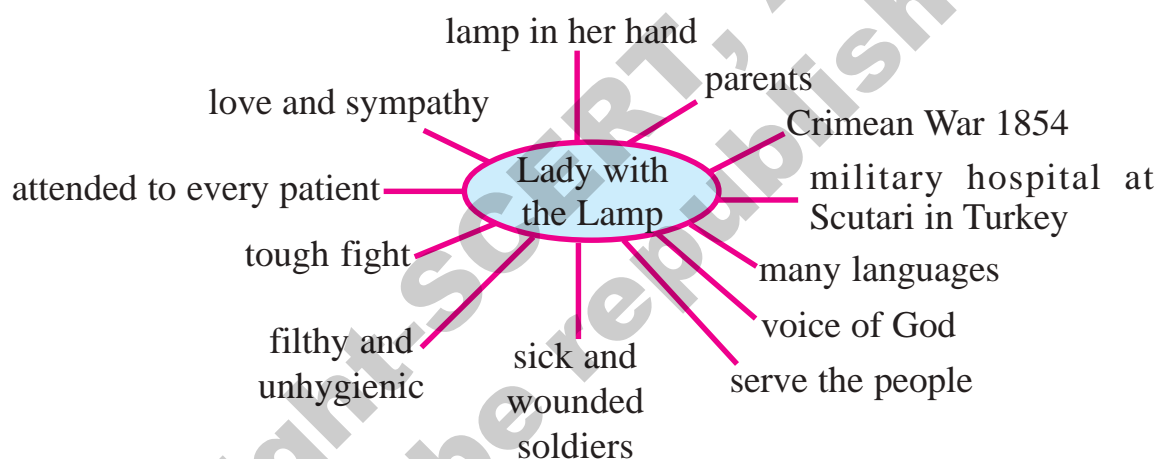 lamp in her hand
parents
love and sympathy
Crimean War 1854
attended to every patient
Lady with
the Lamp
military hospital at
Scutari in Turkey
tough fight
many languages
voice of God
filthy and
unhygienic
sick and
wounded
soldiers
serve the people